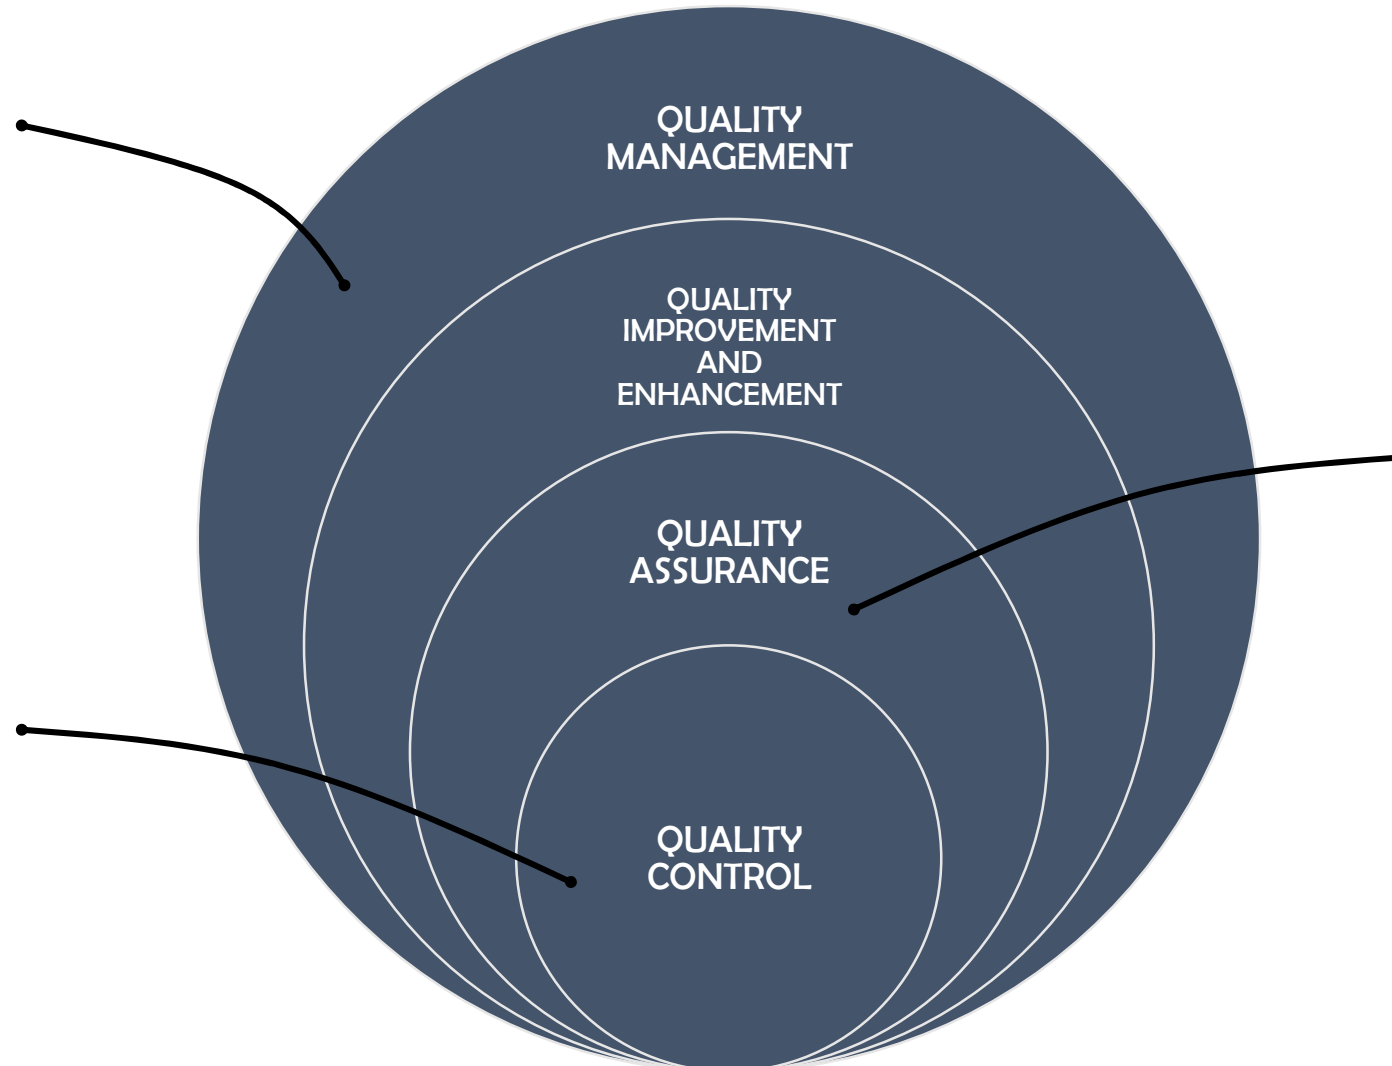 QUALITY
MANAGEMENT
QUALITY
IMPROVEMENT
AND
ENHANCEMENT
QUALITY
ASSURANCE
QUALITY
CONTROL